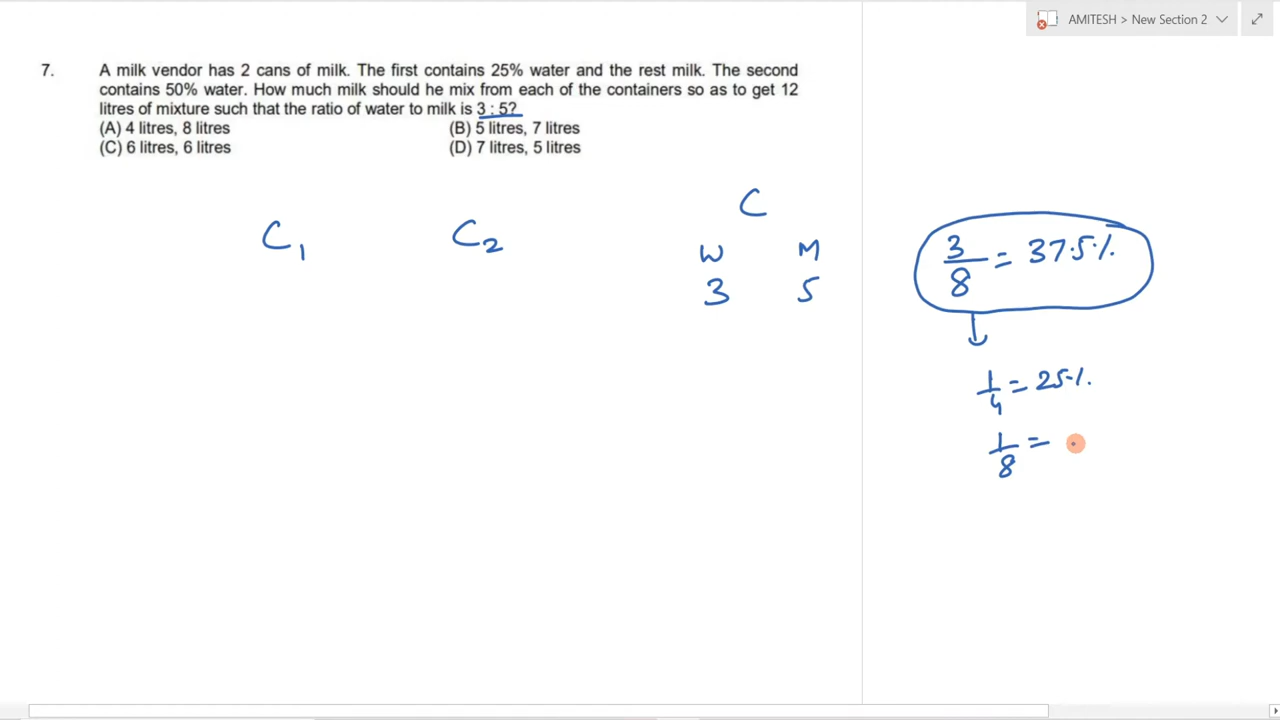 AMITESH > New Section 2
7. A milk vendor has 2 cans of milk. The first contains 25% water and the rest milk. The second
contains 50% water. How much milk should he mix from each of the containers so as to get 12
litres of mixture such that the ratio of water to milk is 3 : 5?
(A) 4 litres, 8 litres (B) 5 litres, 7 litres
(C) 6 litres, 6 litres (D) 7 litres, 5 litres
C₁ C₂ C
W M
3 5
3/8 = 37.5%
1/4 = 25%.
1/8 =